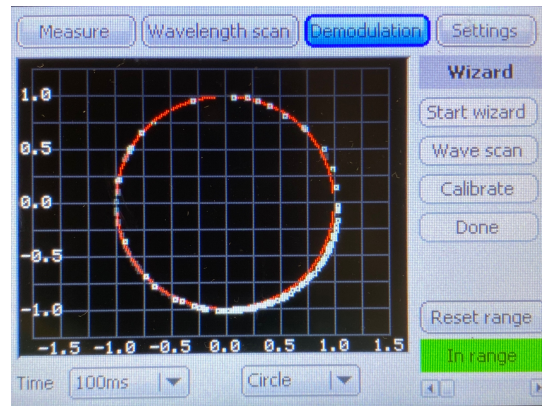 Measure Wavelength scan Demodulation Settings
Wizard
Start wizard
Wave scan
Calibrate
Done
Reset range
In range
1.0
0.5
0.0
-0.5
-1.0
-1.5 -1.0 -0.5 0.0 0.5 1.0 1.5
Time 100ms Circle